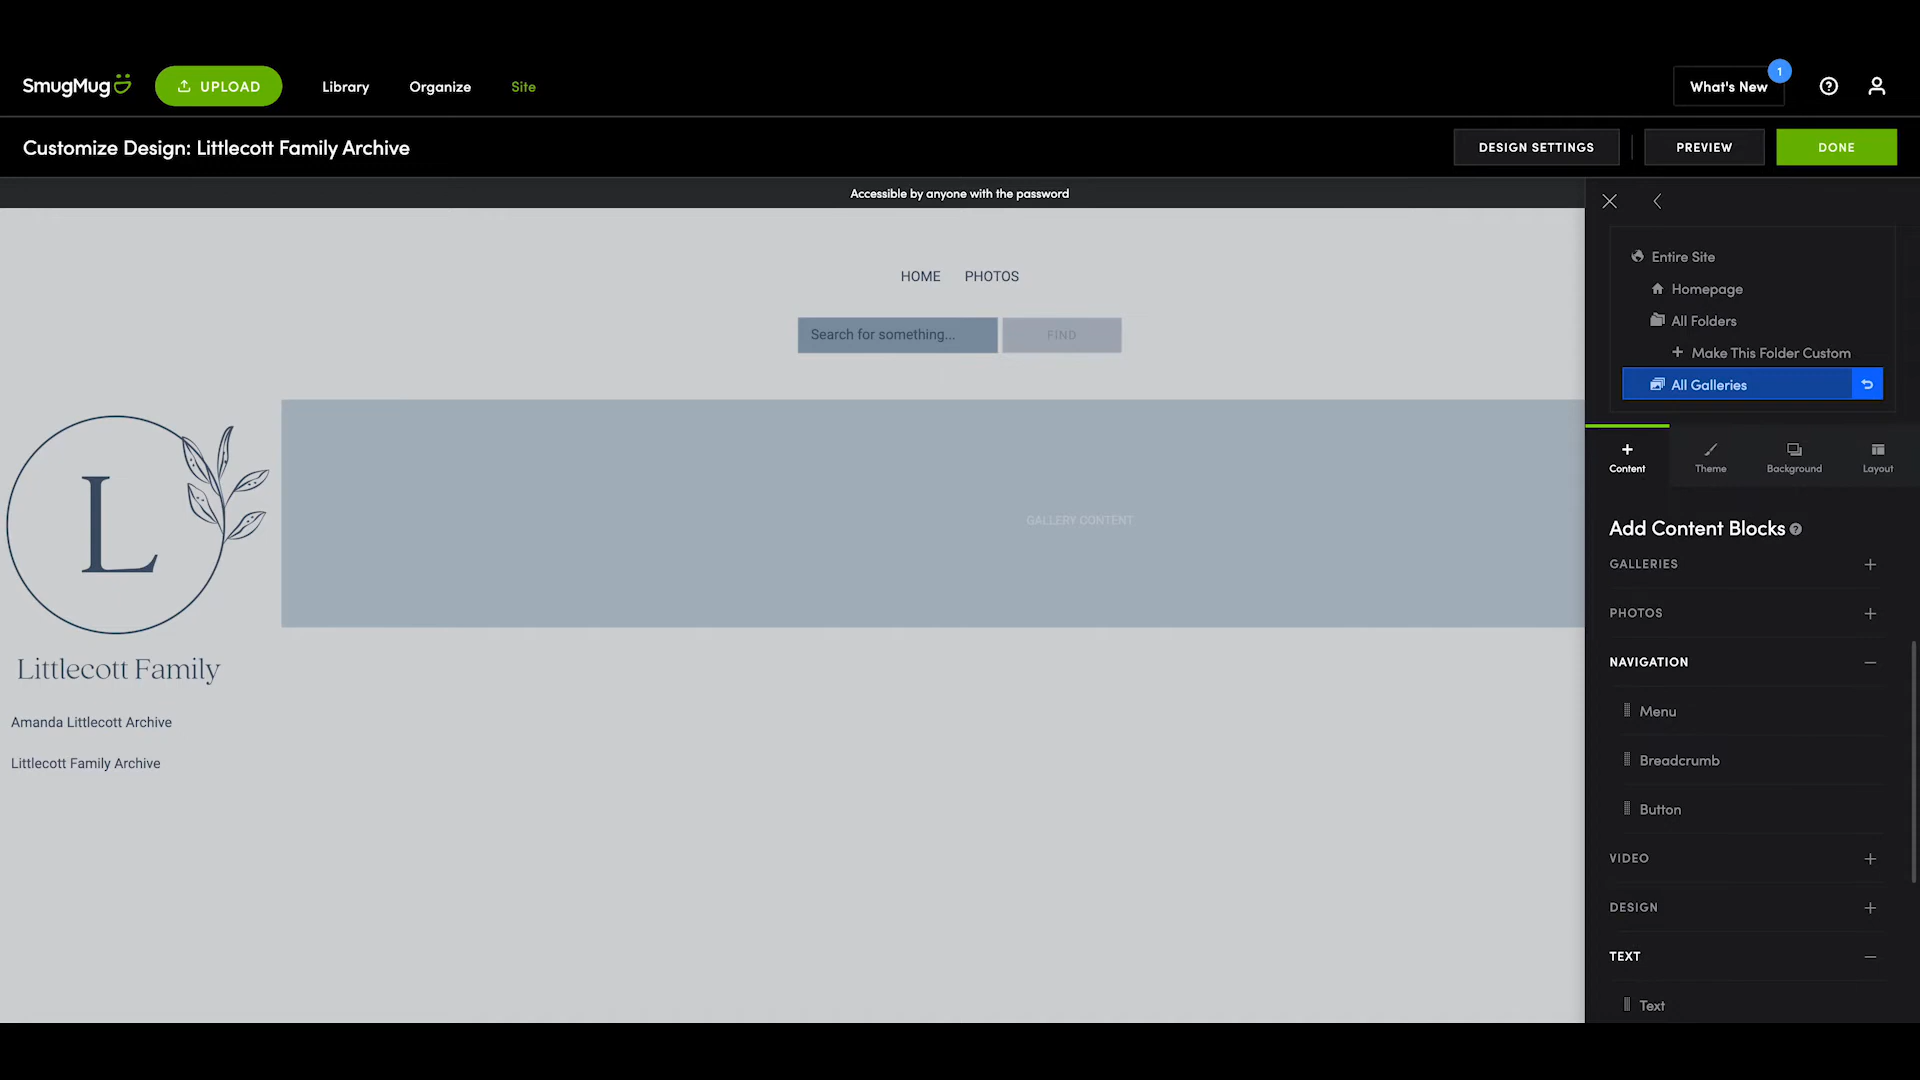 SmugMug
UPLOAD
Library
Organize
Site
What's New
1
Customize Design: Littlecott Family Archive
DESIGN SETTINGS
PREVIEW
DONE
Accessible by anyone with the password
HOME
PHOTOS
Search for something...
FIND
L
GALLERY CONTENT
Littlecott Family
Amanda Littlecott Archive
Littlecott Family Archive
Entire Site
Homepage
All Folders
Make This Folder Custom
All Galleries
Content
Theme
Background
Layout
Add Content Blocks
GALLERIES
PHOTOS
NAVIGATION
Menu
Breadcrumb
Button
VIDEO
DESIGN
TEXT
Text